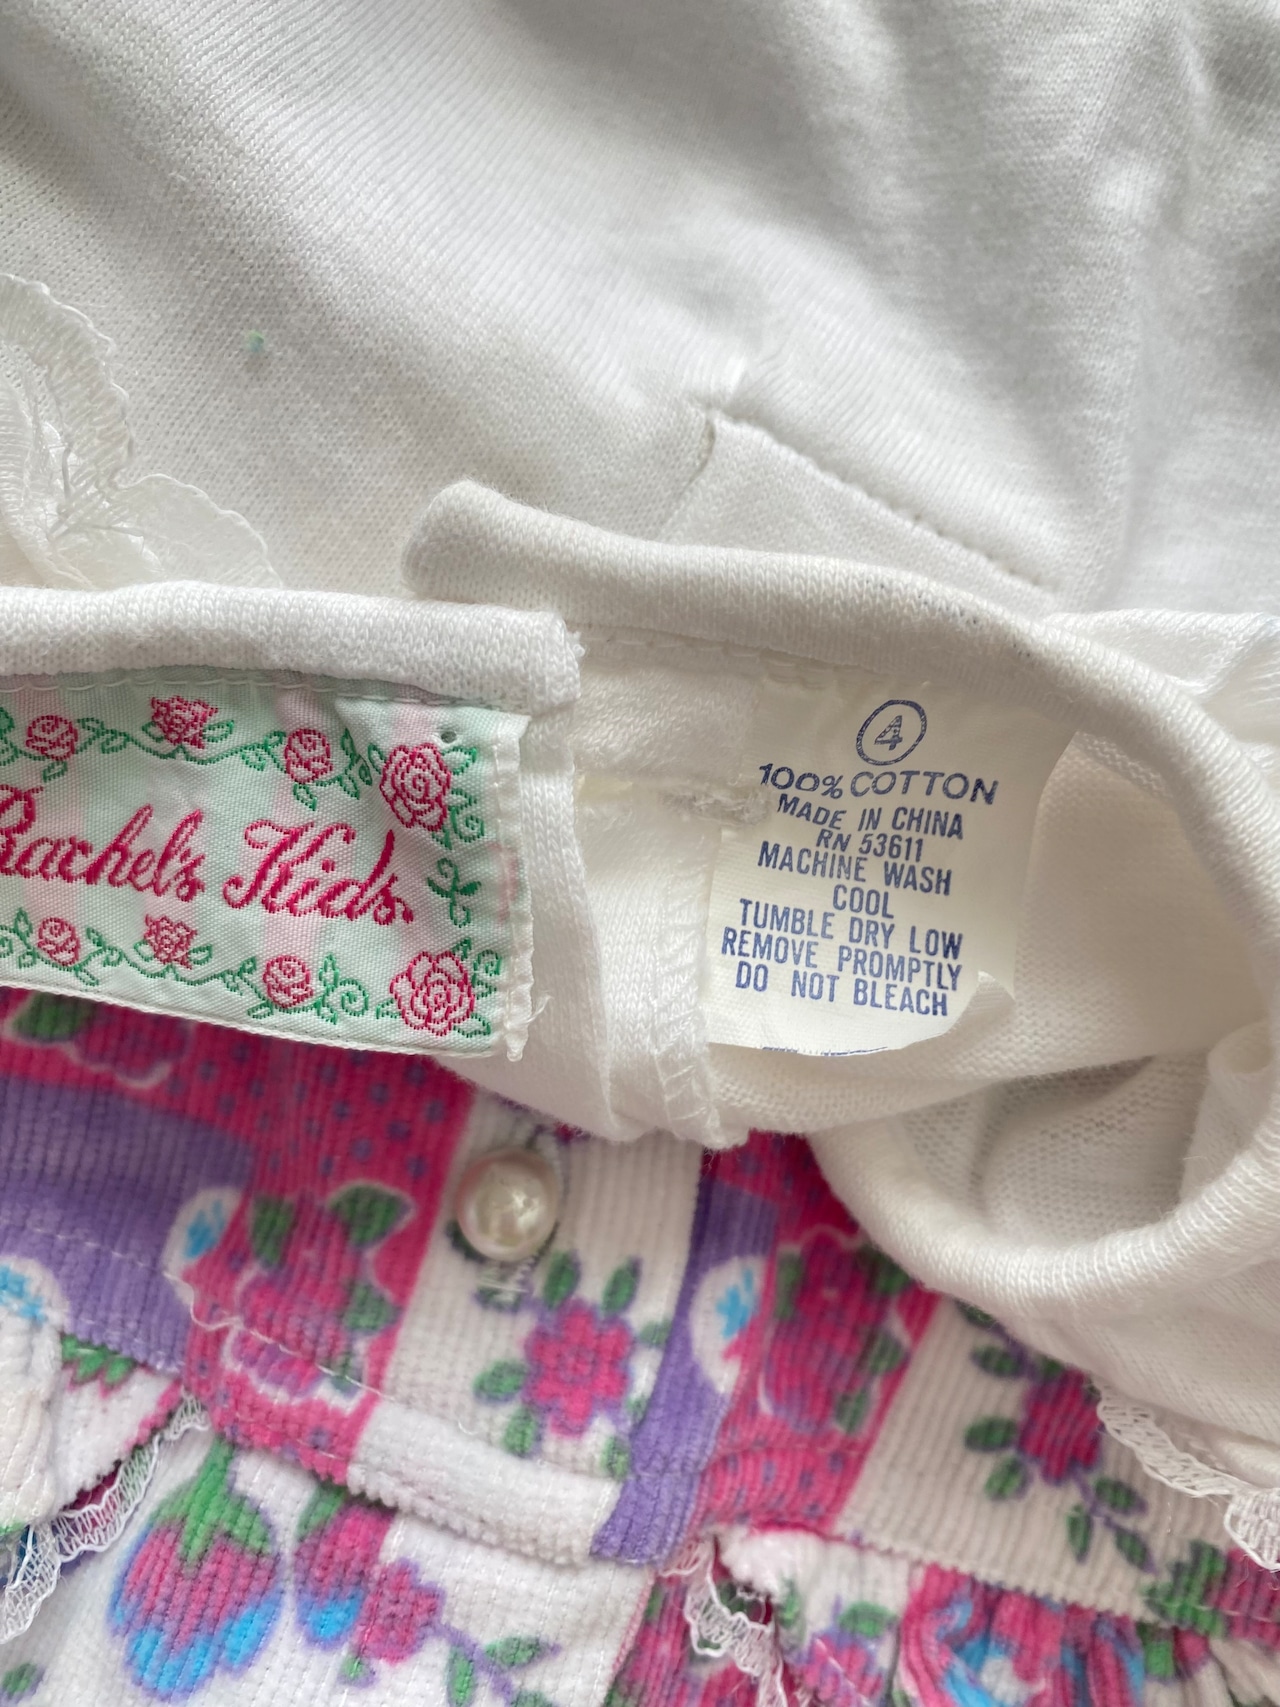 Rachel's Kids
4
100% COTTON
MADE IN CHINA
RN 53611
MACHINE WASH
COOL
TUMBLE DRY LOW
REMOVE PROMPTLY
DO NOT BLEACH